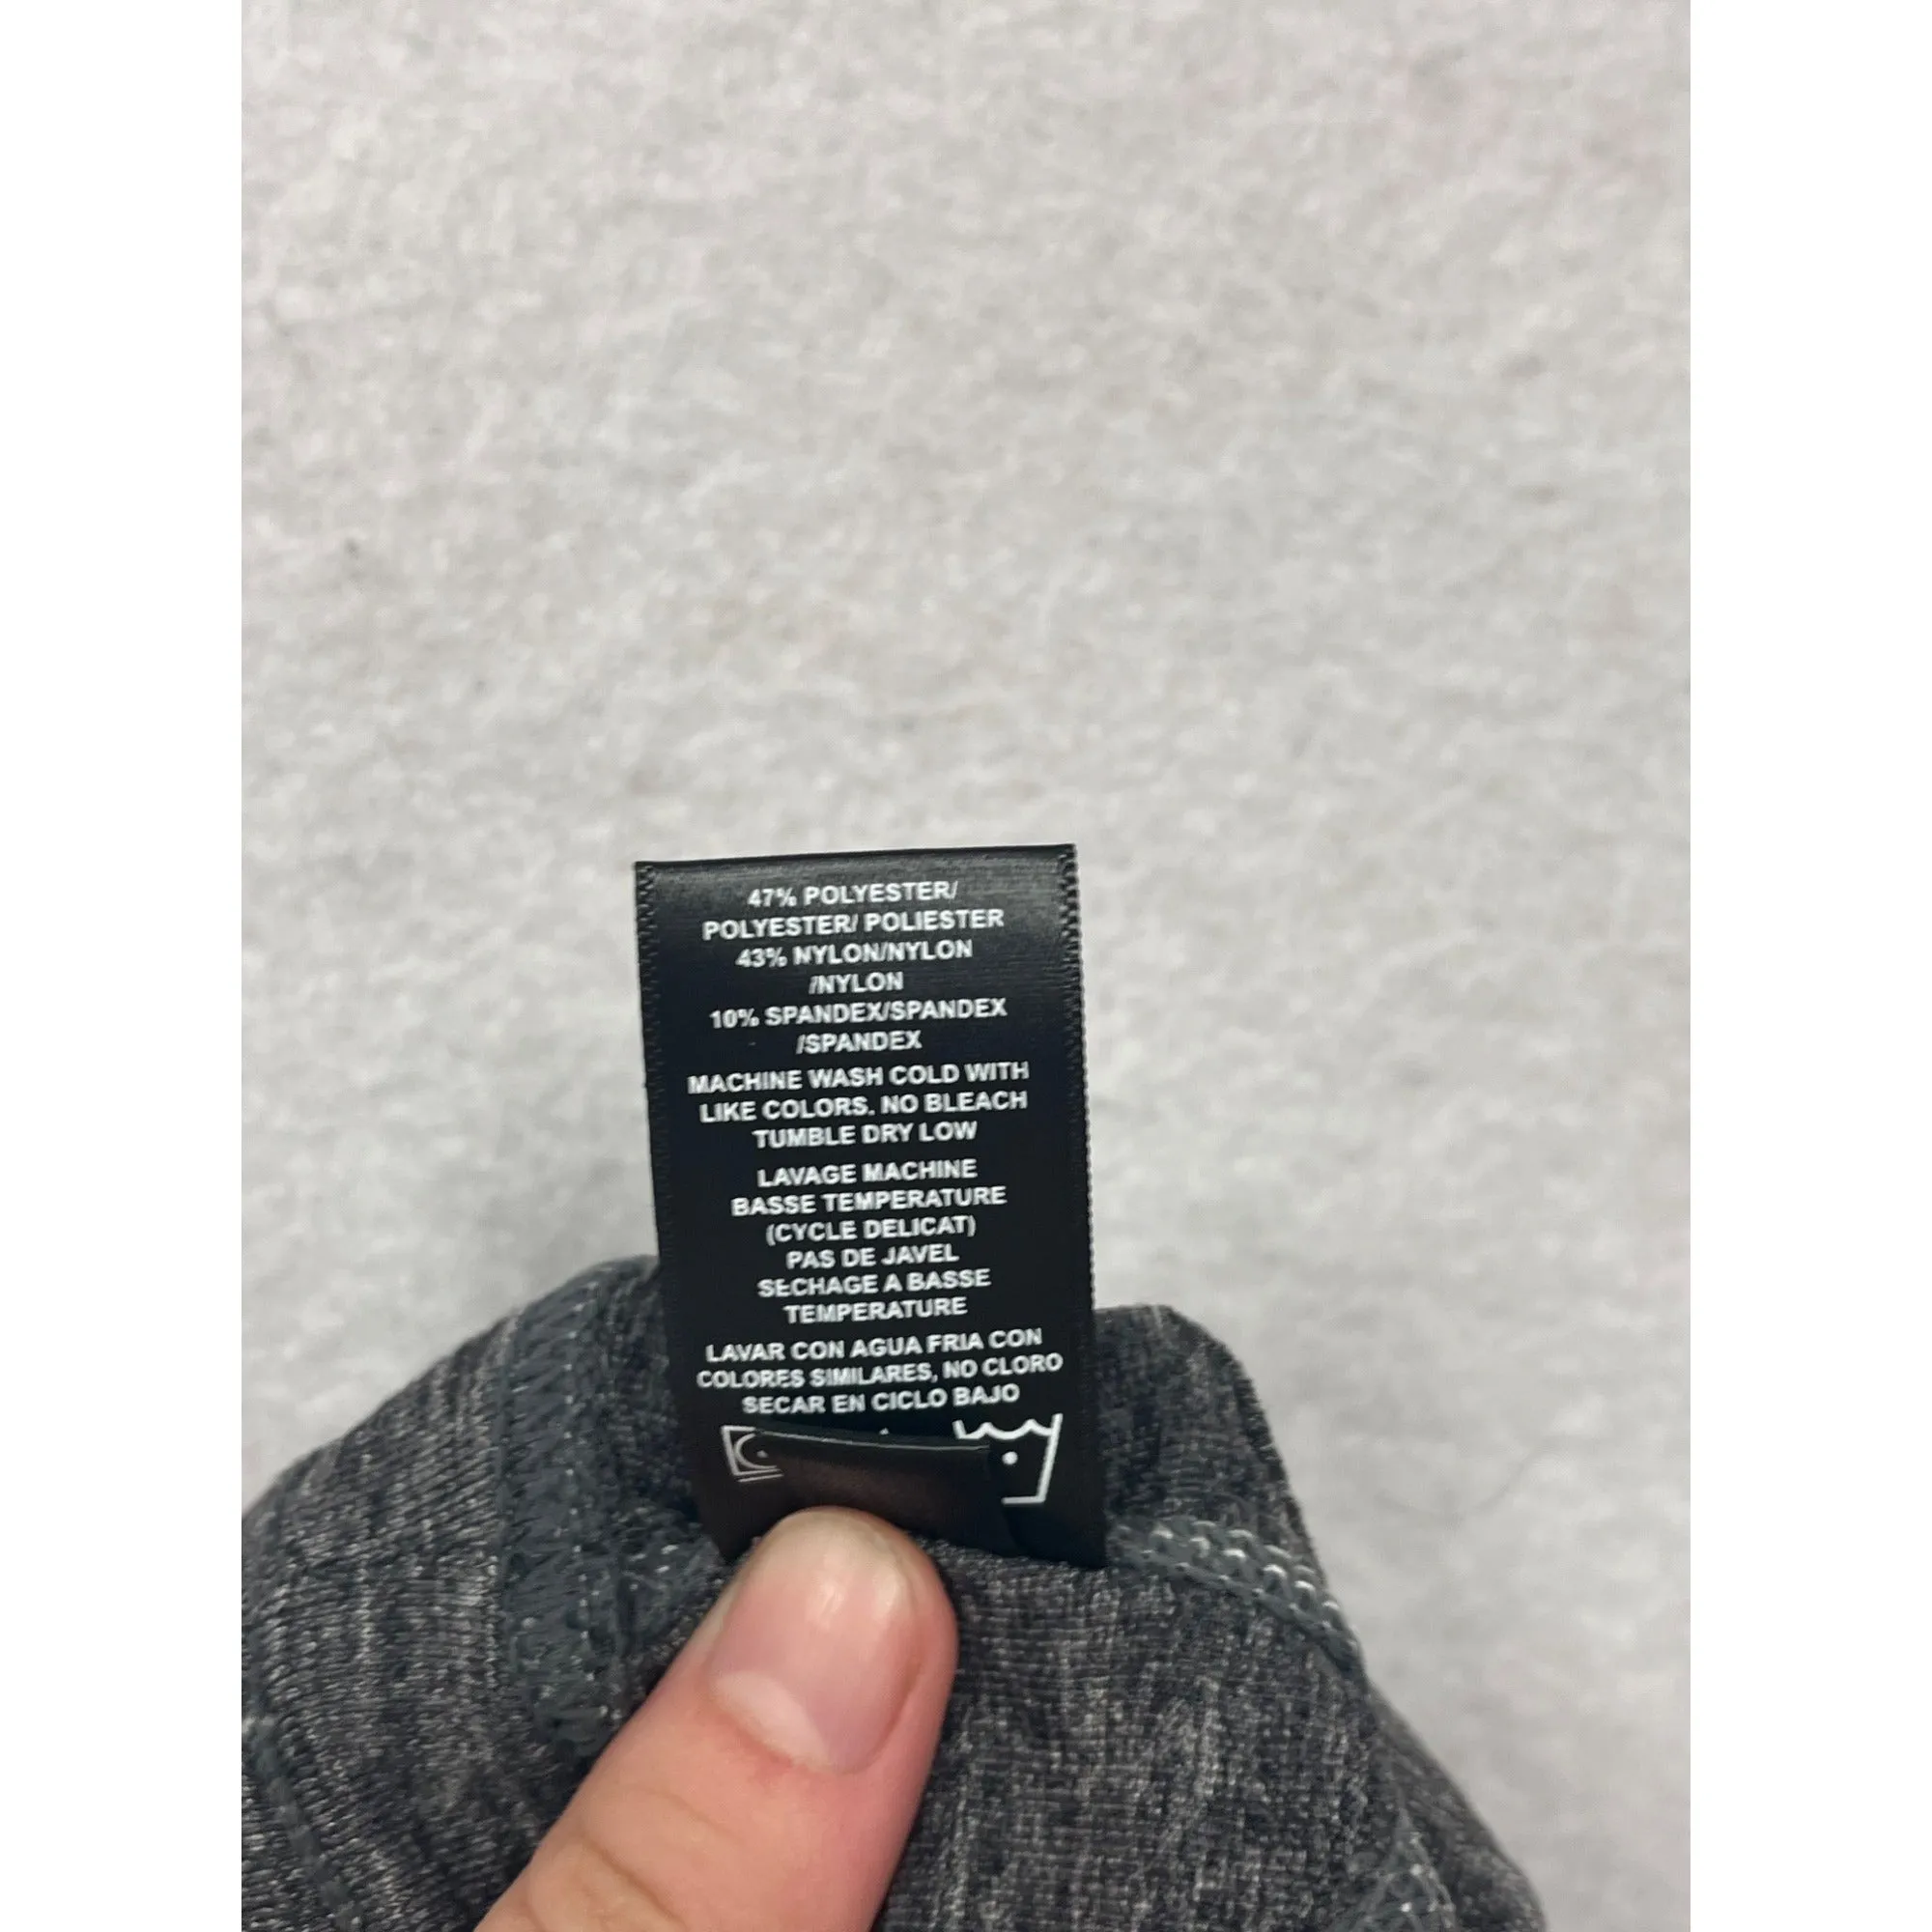 47% POLYESTER/
POLYESTER/ POLIESTER
43% NYLON/NYLON
/NYLON
10% SPANDEX/SPANDEX
/SPANDEX
MACHINE WASH COLD WITH
LIKE COLORS. NO BLEACH
TUMBLE DRY LOW
LAVAGE MACHINE
BASSE TEMPERATURE
(CYCLE DELICAT)
PAS DE JAVEL
SECHAGE A BASSE
TEMPERATURE
LAVAR CON AGUA FRIA CON
COLORES SIMILARES, NO CLORO
SECAR EN CICLO BAJO